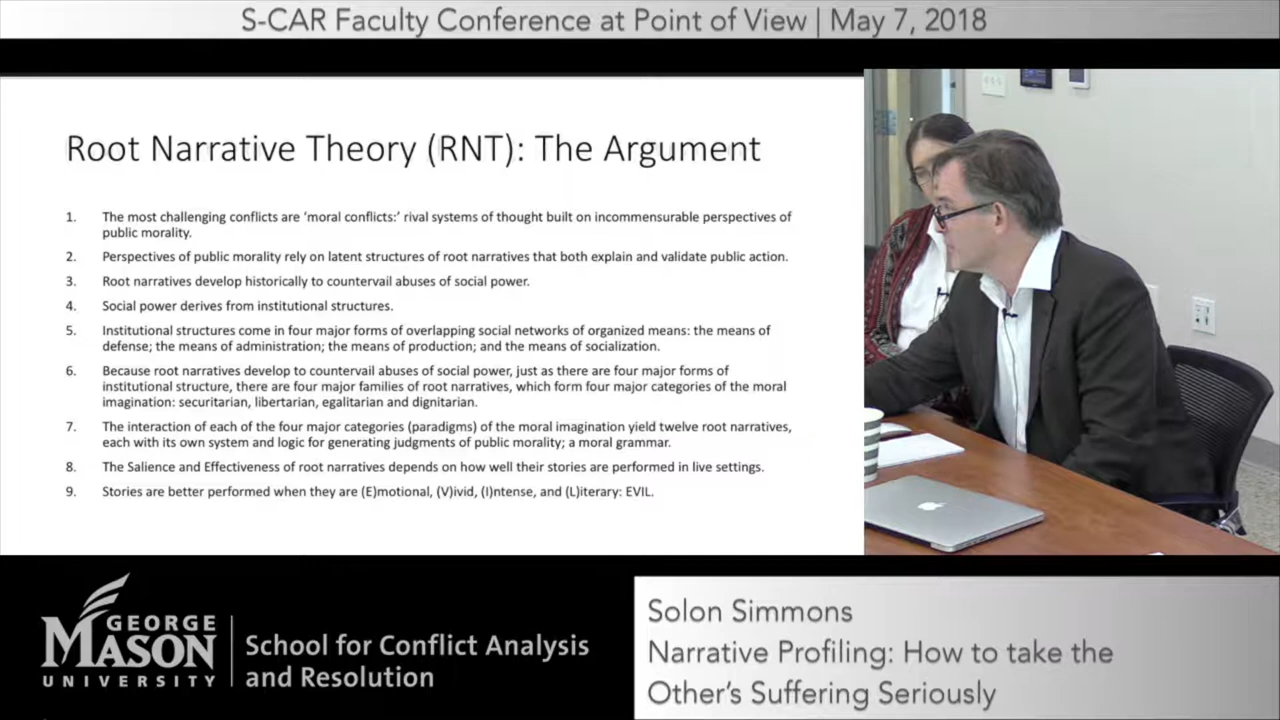 S-CAR Faculty Conference at Point of View | May 7, 2018
Root Narrative Theory (RNT): The Argument
1. The most challenging conflicts are ‘moral conflicts:’ rival systems of thought built on incommensurable perspectives of
public morality.
2. Perspectives of public morality rely on latent structures of root narratives that both explain and validate public action.
3. Root narratives develop historically to countervail abuses of social power.
4. Social power derives from institutional structures.
5. Institutional structures come in four major forms of overlapping social networks of organized means: the means of
defense; the means of administration; the means of production; and the means of socialization.
6. Because root narratives develop to countervail abuses of social power, just as there are four major forms of
institutional structure, there are four major families of root narratives, which form four major categories of the moral
imagination: securitarian, libertarian, egalitarian and dignitarian.
7. The interaction of each of the four major categories (paradigms) of the moral imagination yield twelve root narratives,
each with its own system and logic for generating judgments of public morality; a moral grammar.
8. The Salience and Effectiveness of root narratives depends on how well their stories are performed in live settings.
9. Stories are better performed when they are (E)motional, (V)ivid, (I)ntense, and (L)iterary: EVIL.
GEORGE
MASON
UNIVERSITY
School for Conflict Analysis
and Resolution
Solon Simmons
Narrative Profiling: How to take the
Other's Suffering Seriously